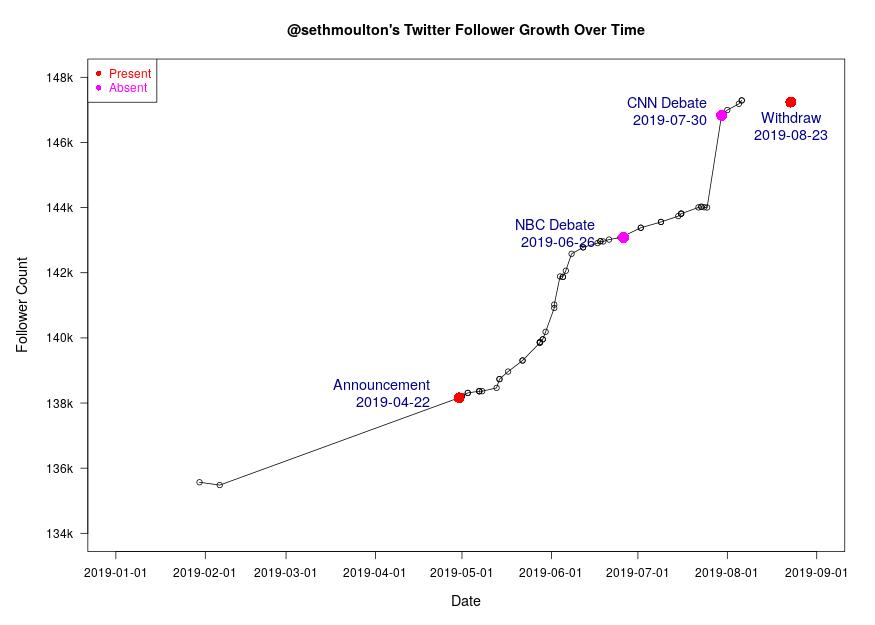 @sethmoulton's Twitter Follower Growth Over Time
Present
Absent
148k
146k
144k
142k
140k
138k
136k
134k
Follower Count
CNN Debate
2019-07-30
Withdraw
2019-08-23
NBC Debate
2019-06-26
Announcement
2019-04-22
2019-01-01
2019-02-01
2019-03-01
2019-04-01
2019-05-01
2019-06-01
2019-07-01
2019-08-01
2019-09-01
Date